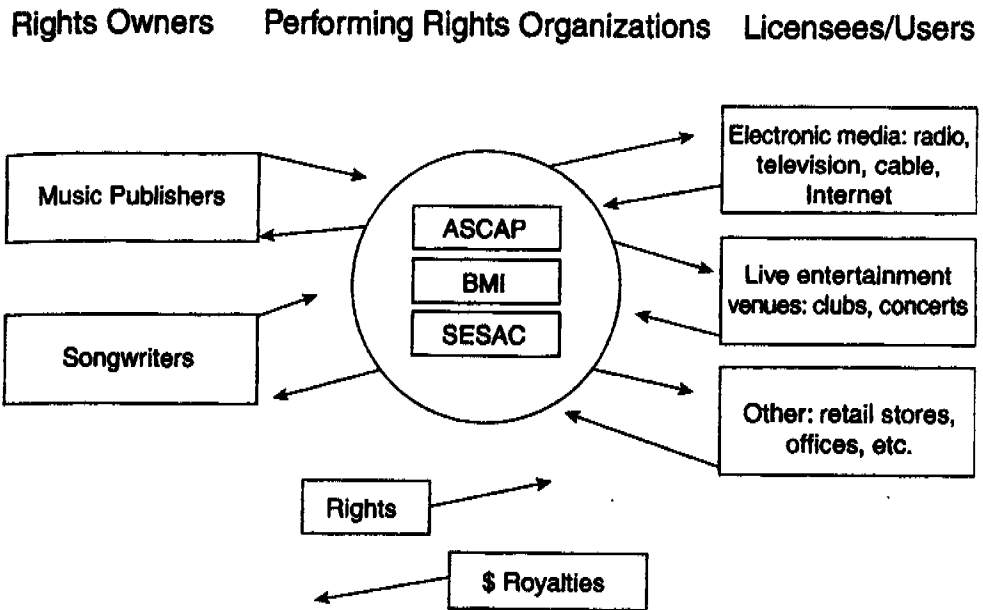 Rights Owners
Performing Rights Organizations
Licensees/Users
Music Publishers
Songwriters
ASCAP
BMI
SESAC
Electronic media: radio,
television, cable,
Internet
Live entertainment
venues: clubs, concerts
Other: retail stores,
offices, etc.
Rights
$ Royalties